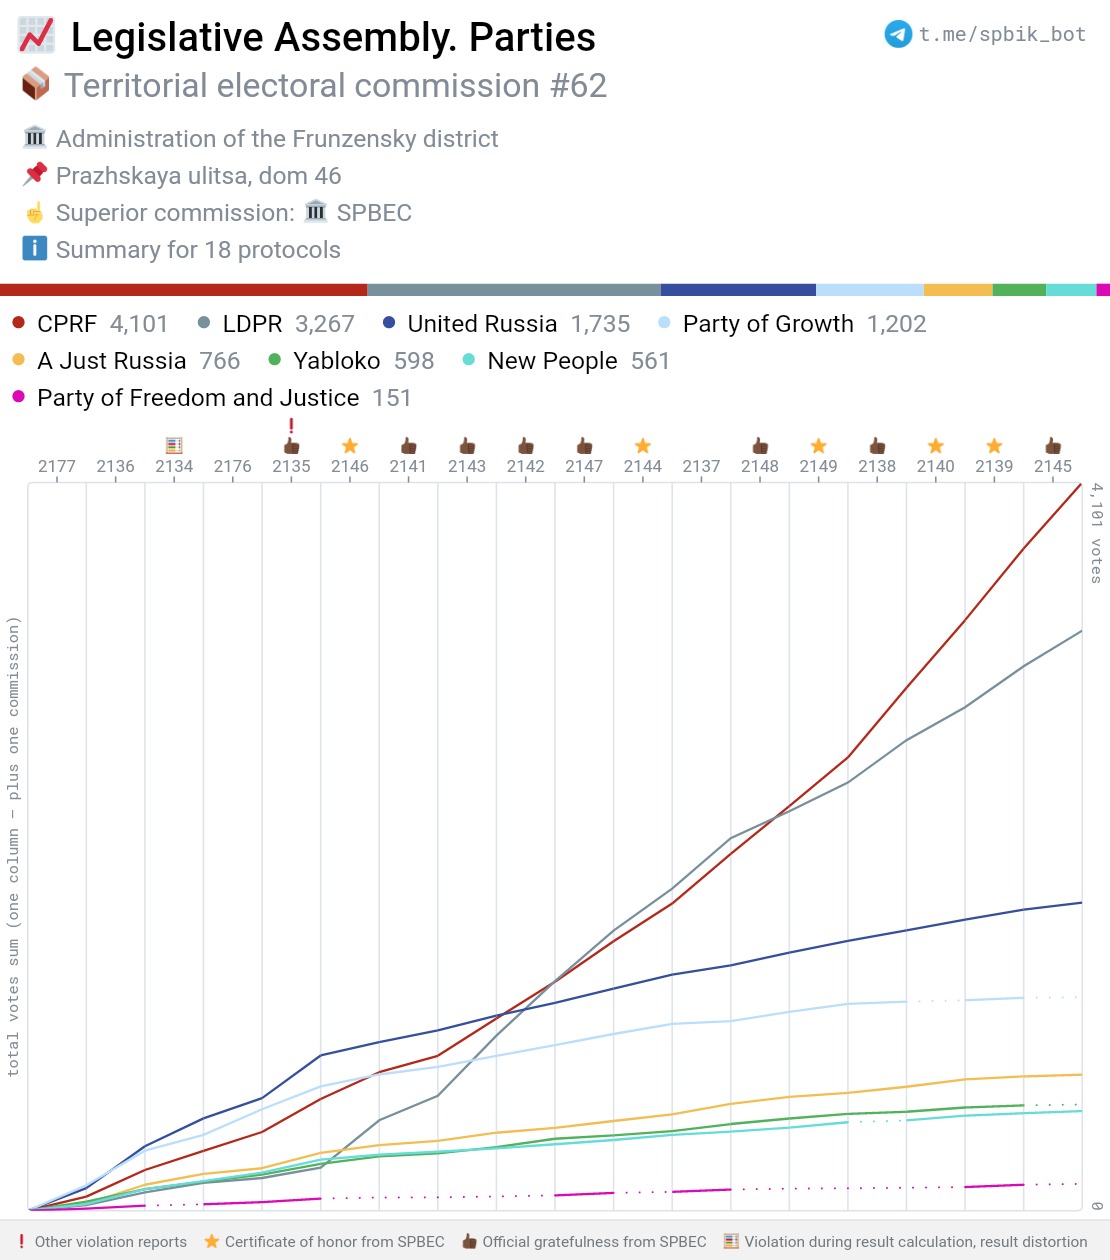 Legislative Assembly. Parties
t.me/spbik_bot
Territorial electoral commission #62
Administration of the Frunzensky district
Prazhskaya ulitsa, dom 46
Superior commission: SPBEC
Summary for 18 protocols
CPRF 4,101 LDPR 3,267 United Russia 1,735 Party of Growth 1,202
A Just Russia 766 Yabloko 598 New People 561
Party of Freedom and Justice 151
2177 2136 2134 2176 2135 2146 2141 2143 2142 2147 2144 2137 2148 2149 2138 2140 2139 2145
4,101 votes
total votes sum (one column – plus one commission)
0
Other violation reports Certificate of honor from SPBEC Official gratefulness from SPBEC Violation during result calculation, result distortion